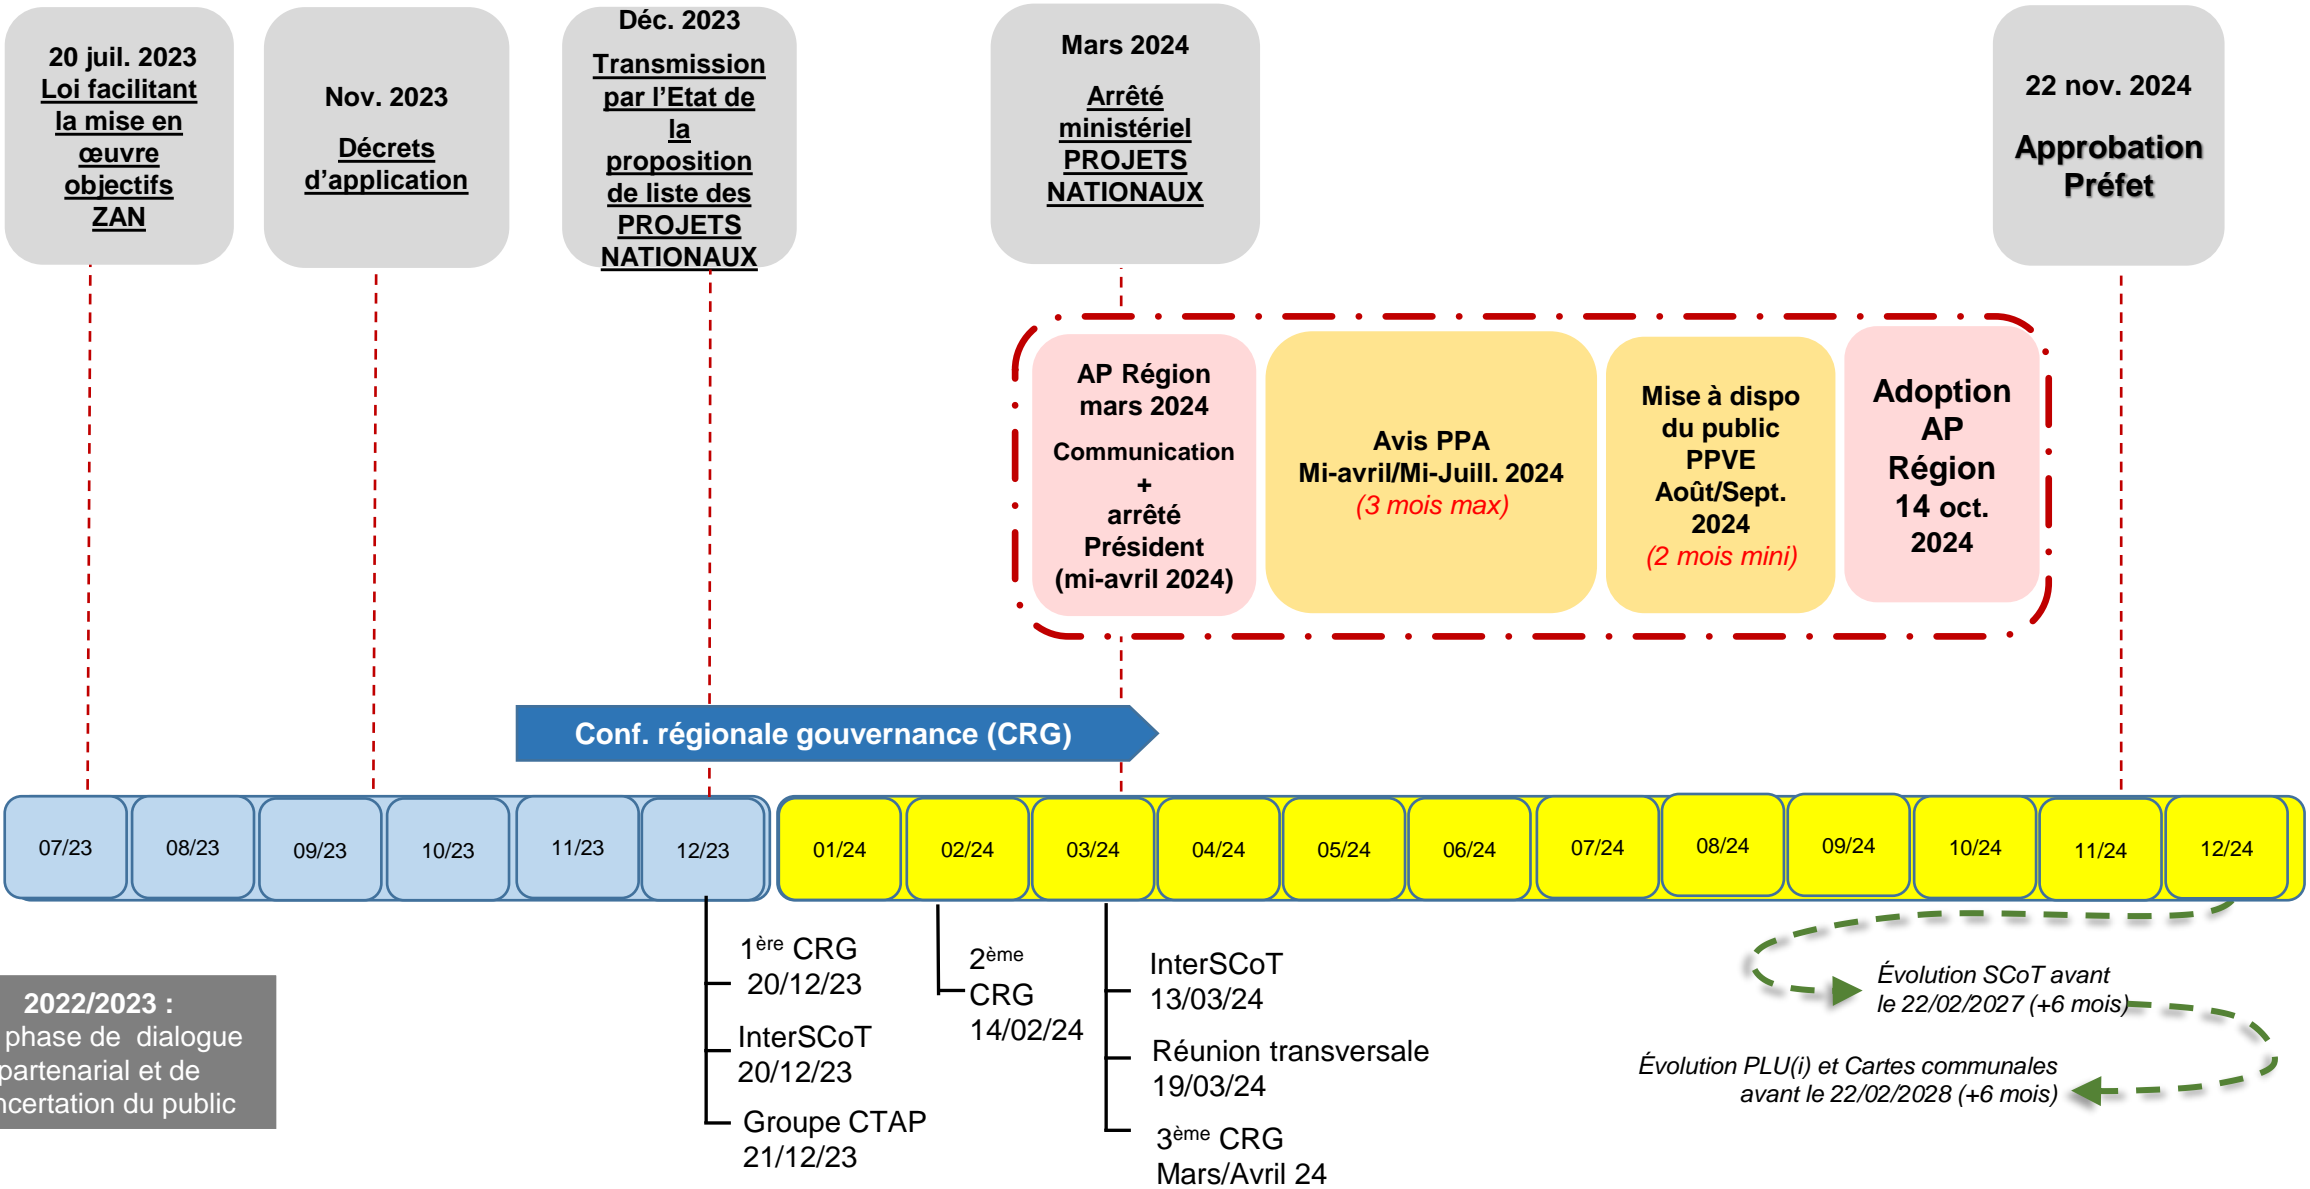 20 juil. 2023
Loi facilitant
la mise en
œuvre
objectifs
ZAN
Nov. 2023
Décrets
d’application
Déc. 2023
Transmission
par l’Etat de
la
proposition
de liste des
PROJETS
NATIONAUX
Mars 2024
Arrêté
ministériel
PROJETS
NATIONAUX
22 nov. 2024
Approbation
Préfet
AP Région
mars 2024
Communication
+
arrêté
Président
(mi-avril 2024)
Avis PPA
Mi-avril/Mi-Juill. 2024
(3 mois max)
Mise à dispo
du public
PPVE
Août/Sept.
2024
(2 mois mini)
Adoption
AP
Région
14 oct.
2024
Conf. régionale gouvernance (CRG)
07/23
08/23
09/23
10/23
11/23
12/23
01/24
02/24
03/24
04/24
05/24
06/24
07/24
08/24
09/24
10/24
11/24
12/24
1ère CRG
20/12/23
InterSCoT
20/12/23
Groupe CTAP
21/12/23
2ème
CRG
14/02/24
InterSCoT
13/03/24
Réunion transversale
19/03/24
3ème CRG
Mars/Avril 24
Évolution SCoT avant
le 22/02/2027 (+6 mois)
Évolution PLU(i) et Cartes communales
avant le 22/02/2028 (+6 mois)
2022/2023 :
phase de dialogue
partenarial et de
ncertation du public